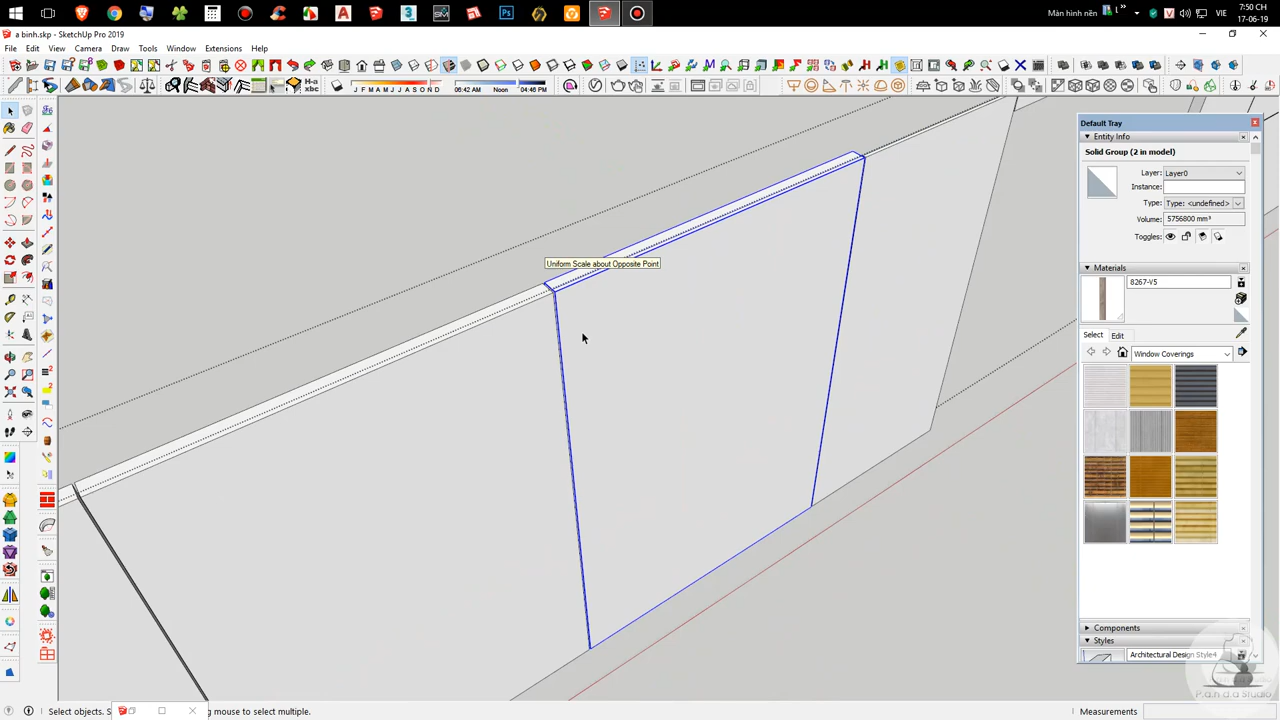 Màn hình nền
VIE
7:50 CH
17-06-19
a binh.skp - SketchUp Pro 2019
File Edit View Camera Draw Tools Window Extensions Help
H-a
xbc
J F M A M J J A S O N D
06:42 AM Noon 04:46 PM
Default Tray
Entity Info
Solid Group (2 in model)
Layer: Layer0
Instance:
Type: Type: <undefined>
Volume: 5756800 mm³
Toggles:
Uniform Scale about Opposite Point
Materials
8267-V5
Select Edit
Window Coverings
Components
Styles
Architectural Design Style4
P.a.n.d.a Studio
Select objects. S
g mouse to select multiple.
Measurements